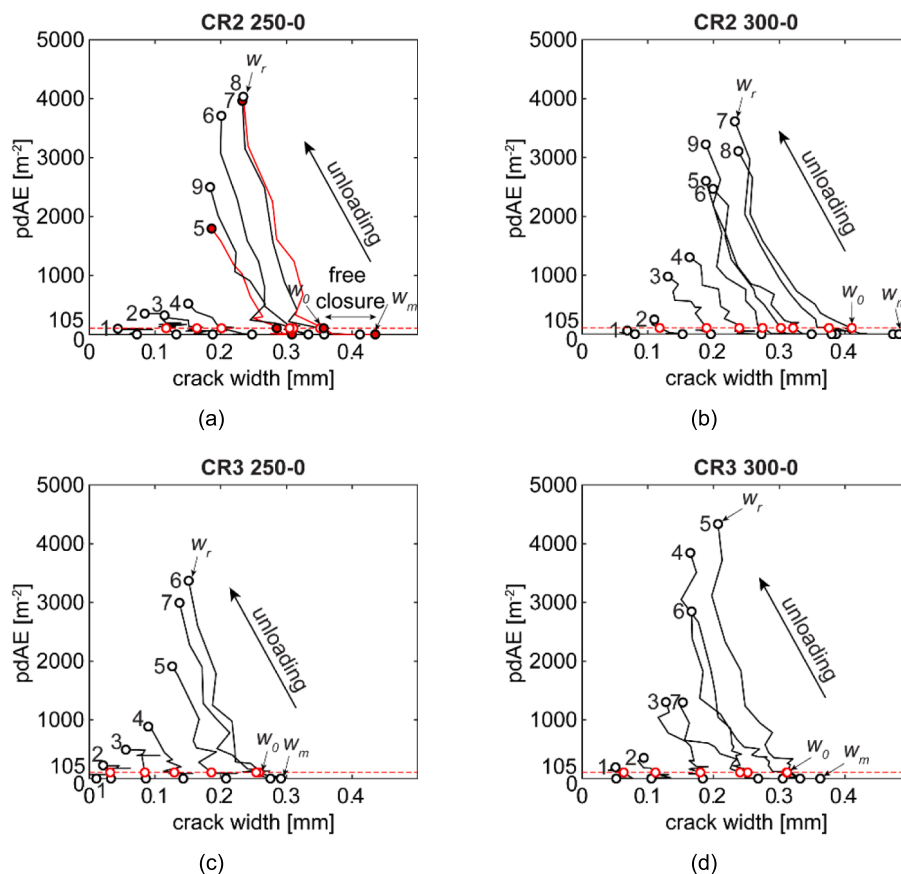 CR2 250-0
5000
4000
3000
2000
1000
105
0
pdAE [m⁻²]
w_r
8
7
6
9
5
4
3
2
1
unloading
free
closure
w_0
w_m
0 0.1 0.2 0.3 0.4
crack width [mm]
(a)
CR2 300-0
5000
4000
3000
2000
1000
105
0
pdAE [m⁻²]
w_r
7
9
8
5
6
4
3
2
1
unloading
w_0
0 0.1 0.2 0.3 0.4
crack width [mm]
(b)
CR3 250-0
5000
4000
3000
2000
1000
105
0
pdAE [m⁻²]
w_r
6
7
5
4
3
2
1
unloading
w_0
w_m
0 0.1 0.2 0.3 0.4
crack width [mm]
(c)
CR3 300-0
5000
4000
3000
2000
1000
105
0
pdAE [m⁻²]
w_r
5
4
6
3
7
2
1
unloading
w_0
w_m
0 0.1 0.2 0.3 0.4
crack width [mm]
(d)